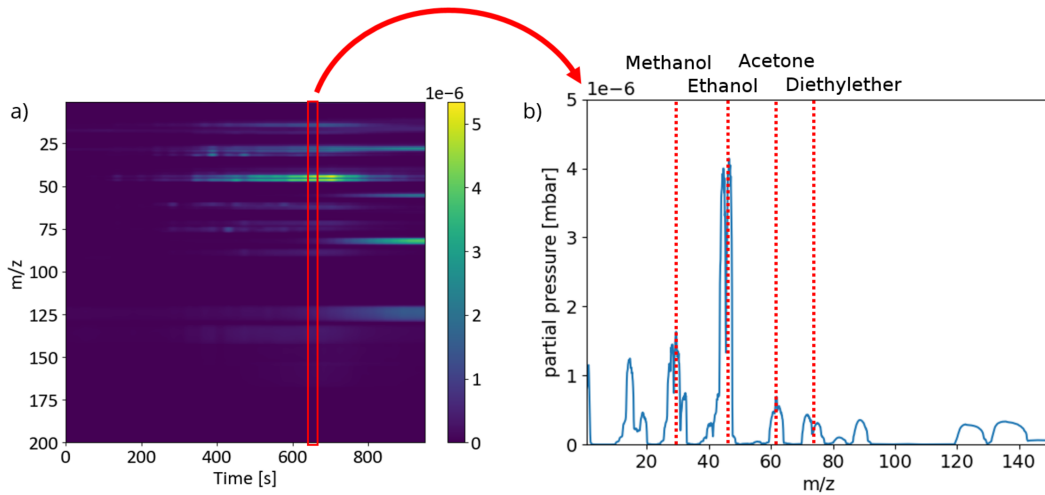 a)
1e−6
25
50
75
100
125
150
175
200
m/z
0
200
400
600
800
Time [s]
5
4
3
2
1
0
b)
Methanol
Acetone
Ethanol
Diethylether
1e−6
5
4
3
2
1
0
partial pressure [mbar]
20
40
60
80
100
120
140
m/z